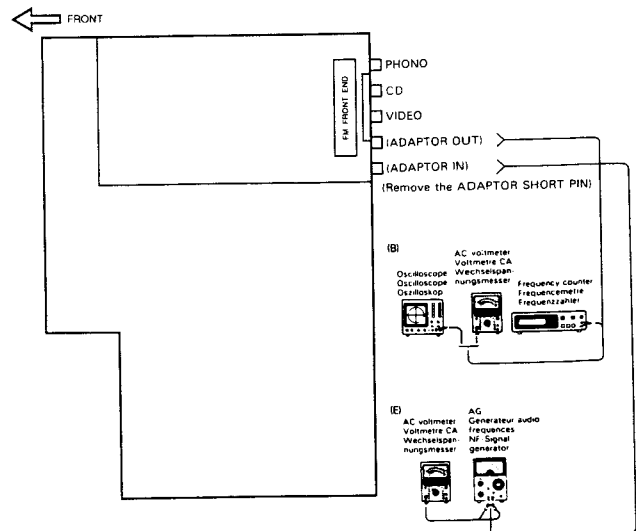 FRONT
FM FRONT END
PHONO
CD
VIDEO
(ADAPTOR OUT)
(ADAPTOR IN)
(Remove the ADAPTOR SHORT PIN)
(B)
Oscilloscope
Oscilloscope
Oszilloskop
AC voltmeter
Voltmetre CA
Wechselspan-
nungsmesser
Frequency counter
Frequencemetre
Frequenzzahler
(E)
AC voltmeter
Voltmetre CA
Wechselspan-
nungsmesser
AG
Generateur audio
frequences
NF-Signal
generator